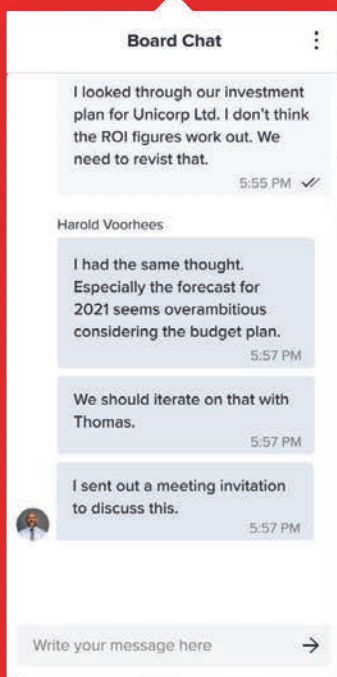 Board Chat
I looked through our investment
plan for Unicorp Ltd. I don't think
the ROI figures work out. We
need to revist that.
5:55 PM
Harold Voorhees
I had the same thought.
Especially the forecast for
2021 seems overambitious
considering the budget plan.
5:57 PM
We should iterate on that with
Thomas.
5:57 PM
I sent out a meeting invitation
to discuss this.
5:57 PM
Write your message here